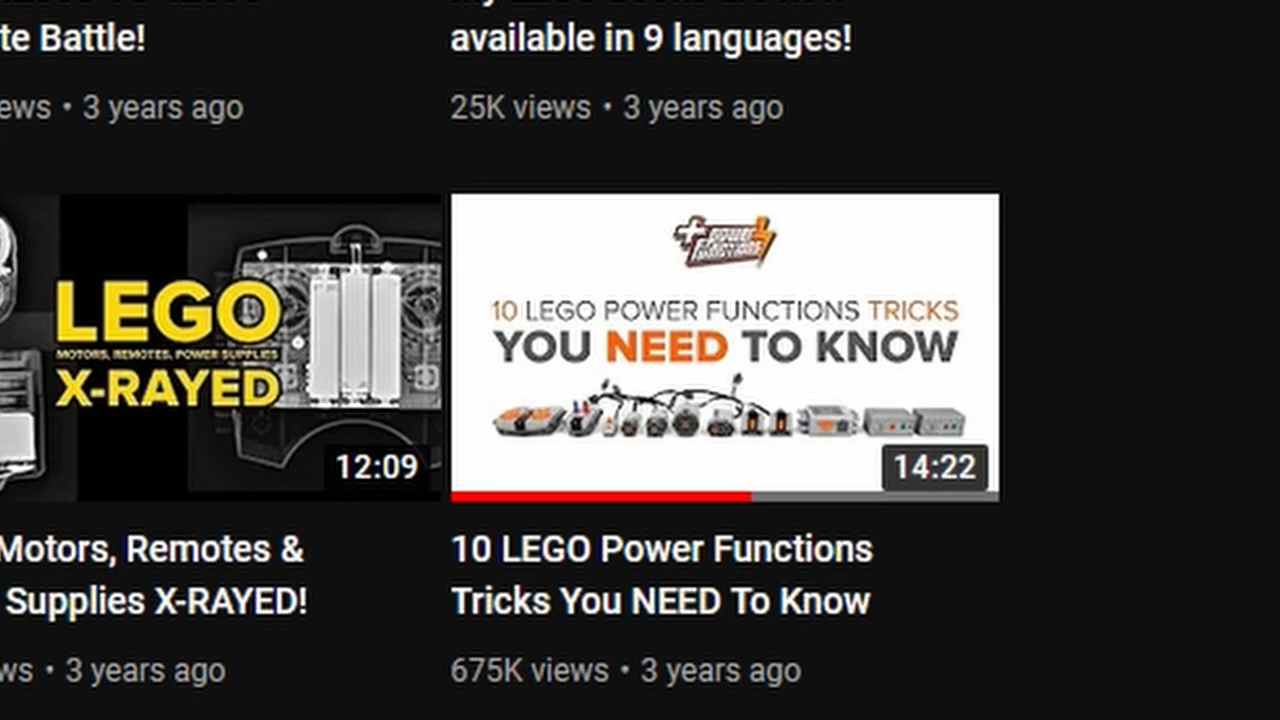 te Battle!
ews • 3 years ago
available in 9 languages!
25K views • 3 years ago
LEGO
MOTORS, REMOTES, POWER SUPPLIES
X-RAYED
12:09
Motors, Remotes &
Supplies X-RAYED!
ws • 3 years ago
POWER
FUNCTIONS
10 LEGO POWER FUNCTIONS TRICKS
YOU NEED TO KNOW
14:22
10 LEGO Power Functions
Tricks You NEED To Know
675K views • 3 years ago